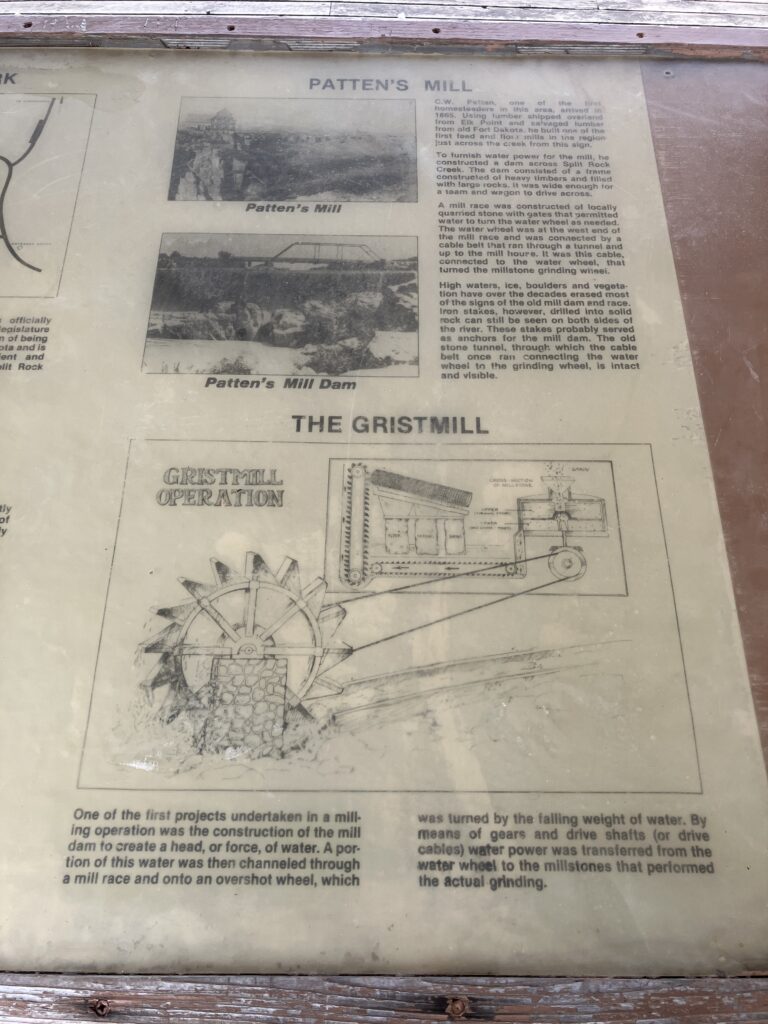 RK
officially
egislature
n of being
ota and is
ient and
lit Rock
tly
of
ly
PATTEN'S MILL
Patten's Mill
Patten's Mill Dam
C.W. Patten, one of the first
homesteaders in this area, arrived in
1865. Using lumber shipped overland
from Elk Point and salvaged lumber
from old Fort Dakota, he built one of the
first feed and flour mills in the region
just across the creek from this sign.
To furnish water power for the mill, he
constructed a dam across Split Rock
Creek. The dam consisted of a frame
constructed of heavy timbers and filled
with large rocks. It was wide enough for
a team and wagon to drive across.
A mill race was constructed of locally
quarried stone with gates that permitted
water to turn the water wheel as needed.
The water wheel was at the west end of
the mill race and was connected by a
cable belt that ran through a tunnel and
up to the mill house. It was this cable,
connected to the water wheel, that
turned the millstone grinding wheel.
High waters, ice, boulders and vegeta-
tion have over the decades erased most
of the signs of the old mill dam and race.
Iron stakes, however, drilled into solid
rock can still be seen on both sides of
the river. These stakes probably served
as anchors for the mill dam. The old
stone tunnel, through which the cable
belt once ran connecting the water
wheel to the grinding wheel, is intact
and visible.
THE GRISTMILL
GRISTMILL
OPERATION
CROSS-SECTION
OF MILLSTONE
GRAIN
UPPER
LOWER
One of the first projects undertaken in a mill-
ing operation was the construction of the mill
dam to create a head, or force, of water. A por-
tion of this water was then channeled through
a mill race and onto an overshot wheel, which
was turned by the falling weight of water. By
means of gears and drive shafts (or drive
cables) water power was transferred from the
water wheel to the millstones that performed
the actual grinding.